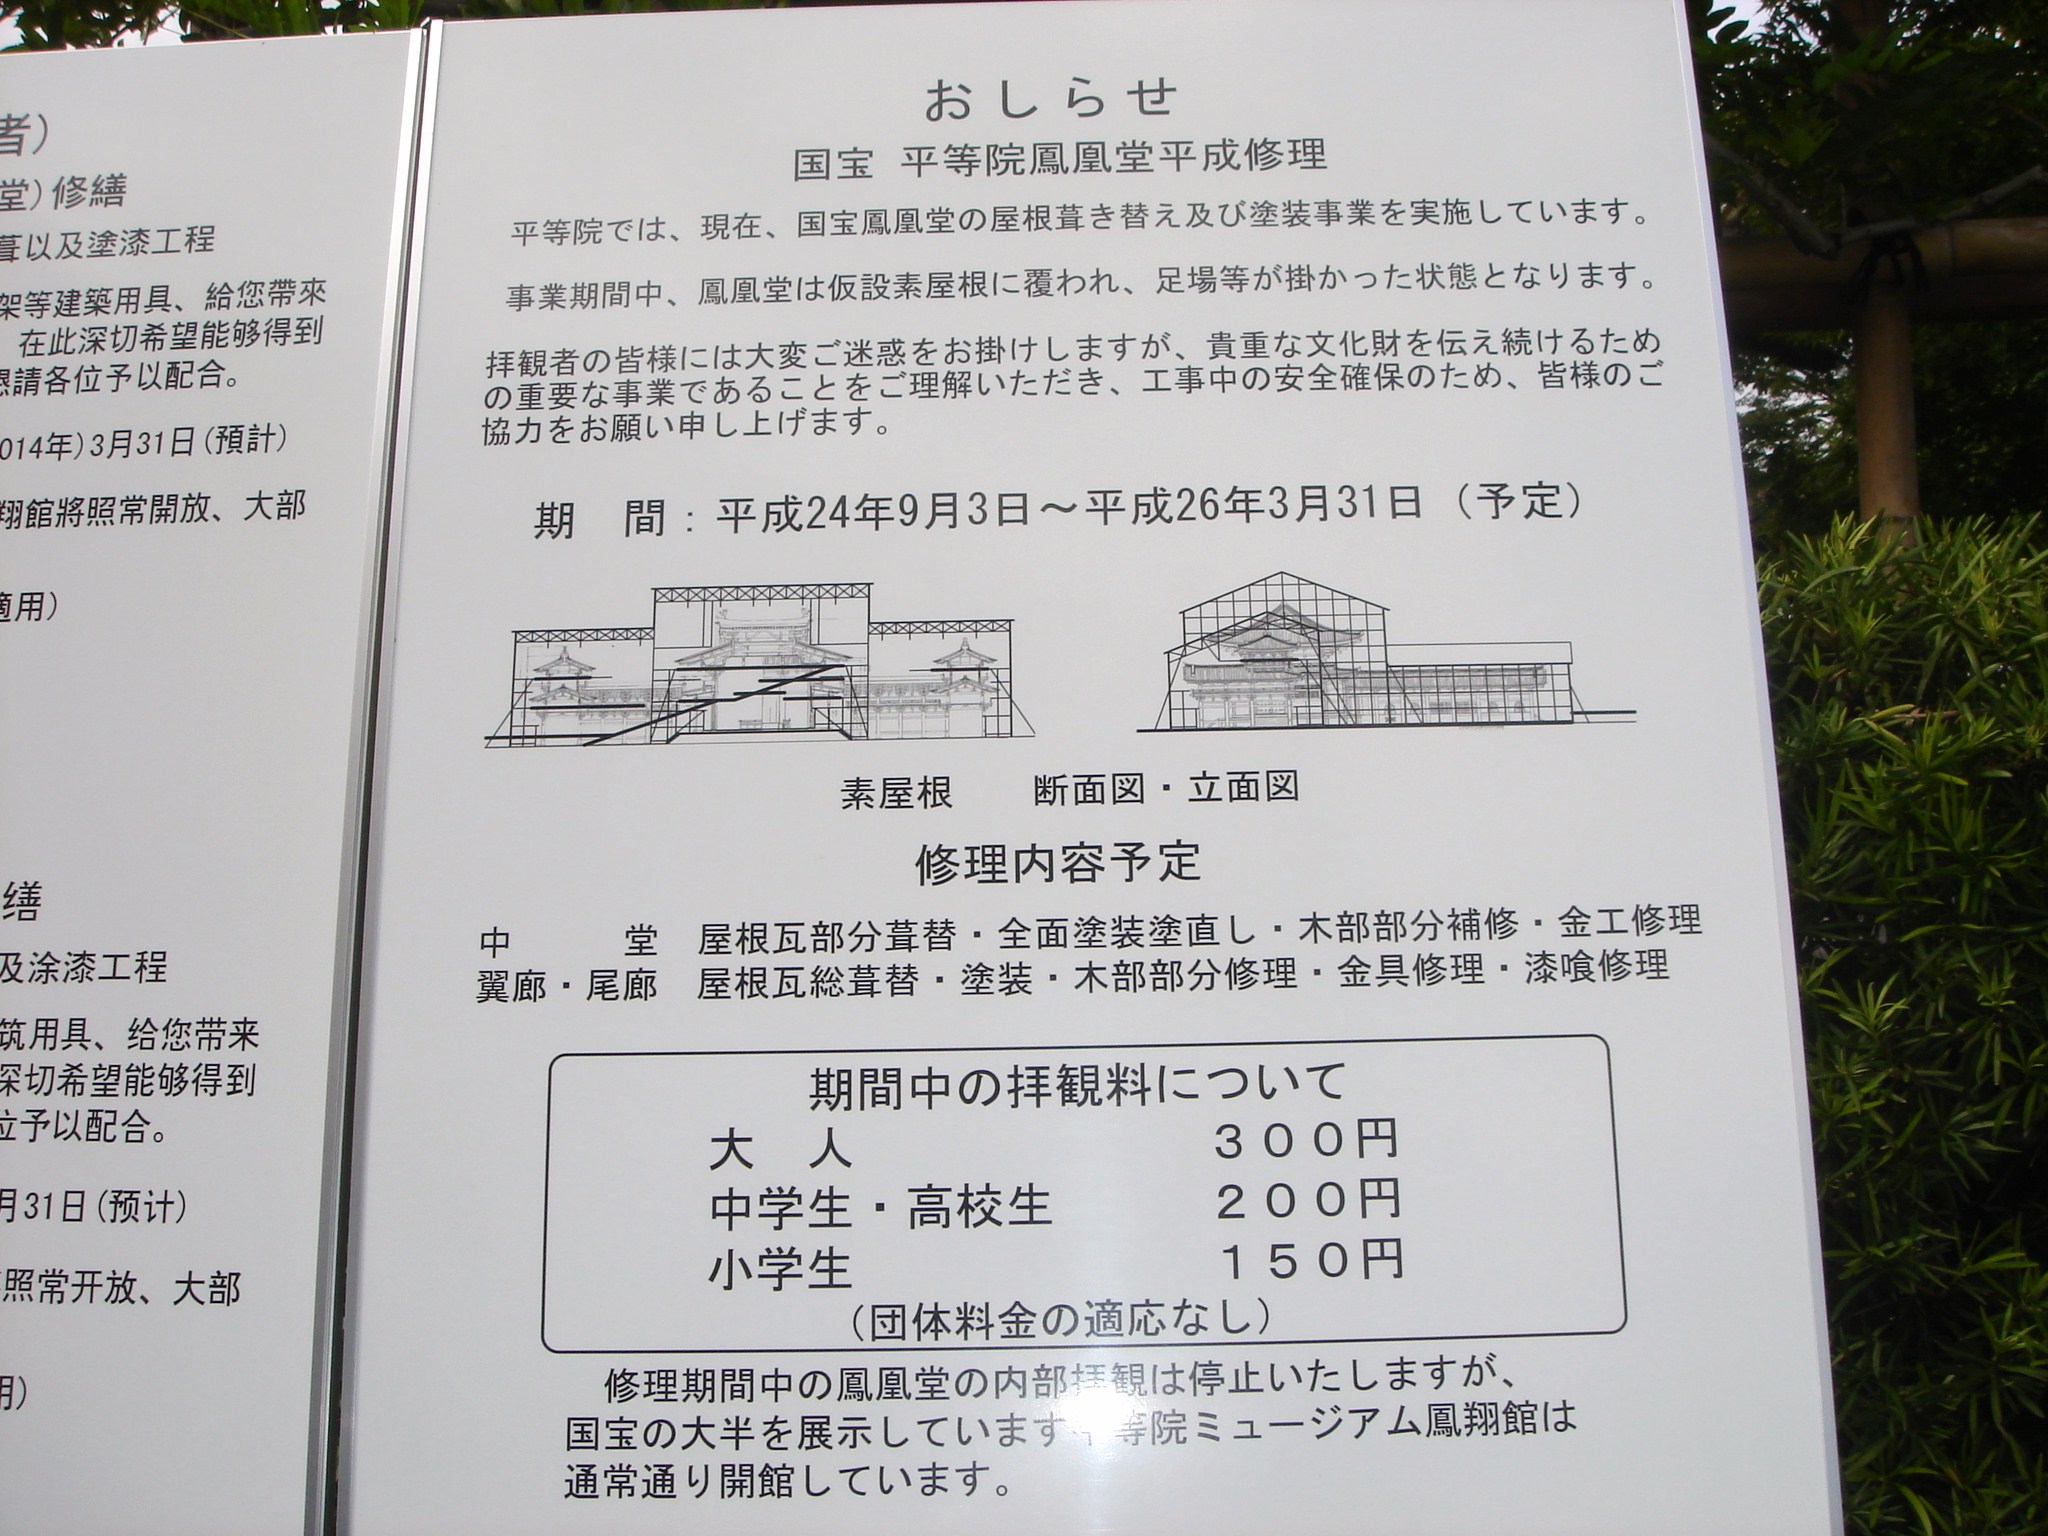 者)
堂)修繕
葺以及塗漆工程
架等建築用具、給您帶來
在此深切希望能够得到
懇請各位予以配合。
014年)3月31日(預計)
翔館將照常開放、大部
適用)
缮
及涂漆工程
筑用具、给您带来
深切希望能够得到
位予以配合。
月31日(预计)
照常开放、大部
用)
おしらせ
国宝 平等院鳳凰堂平成修理
平等院では、現在、国宝鳳凰堂の屋根葺き替え及び塗装事業を実施しています。
事業期間中、鳳凰堂は仮設素屋根に覆われ、足場等が掛かった状態となります。
拝観者の皆様には大変ご迷惑をお掛けしますが、貴重な文化財を伝え続けるため
の重要な事業であることをご理解いただき、工事中の安全確保のため、皆様のご
協力をお願い申し上げます。
期 間：平成24年9月3日～平成26年3月31日（予定）
素屋根 断面図・立面図
修理内容予定
中 堂 屋根瓦部分葺替・全面塗装塗直し・木部部分補修・金工修理
翼廊・尾廊 屋根瓦総葺替・塗装・木部部分修理・金具修理・漆喰修理
期間中の拝観料について
大 人 ３００円
中学生・高校生 ２００円
小学生 １５０円
（団体料金の適応なし）
修理期間中の鳳凰堂の内部拝観は停止いたしますが、
国宝の大半を展示しています平等院ミュージアム鳳翔館は
通常通り開館しています。